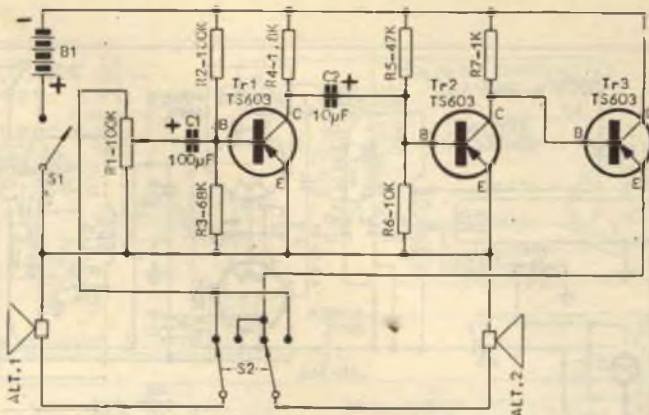 B1
R2-100K
R4-1,8K
R5-47K
R7-1K
Tr1
TS603
C2
10µF
Tr2
TS603
Tr3
TS603
S1
R1-100K
C1
100µF
B
C
E
R3-68K
B
C
E
R6-10K
B
E
S2
ALT.1
ALT.2